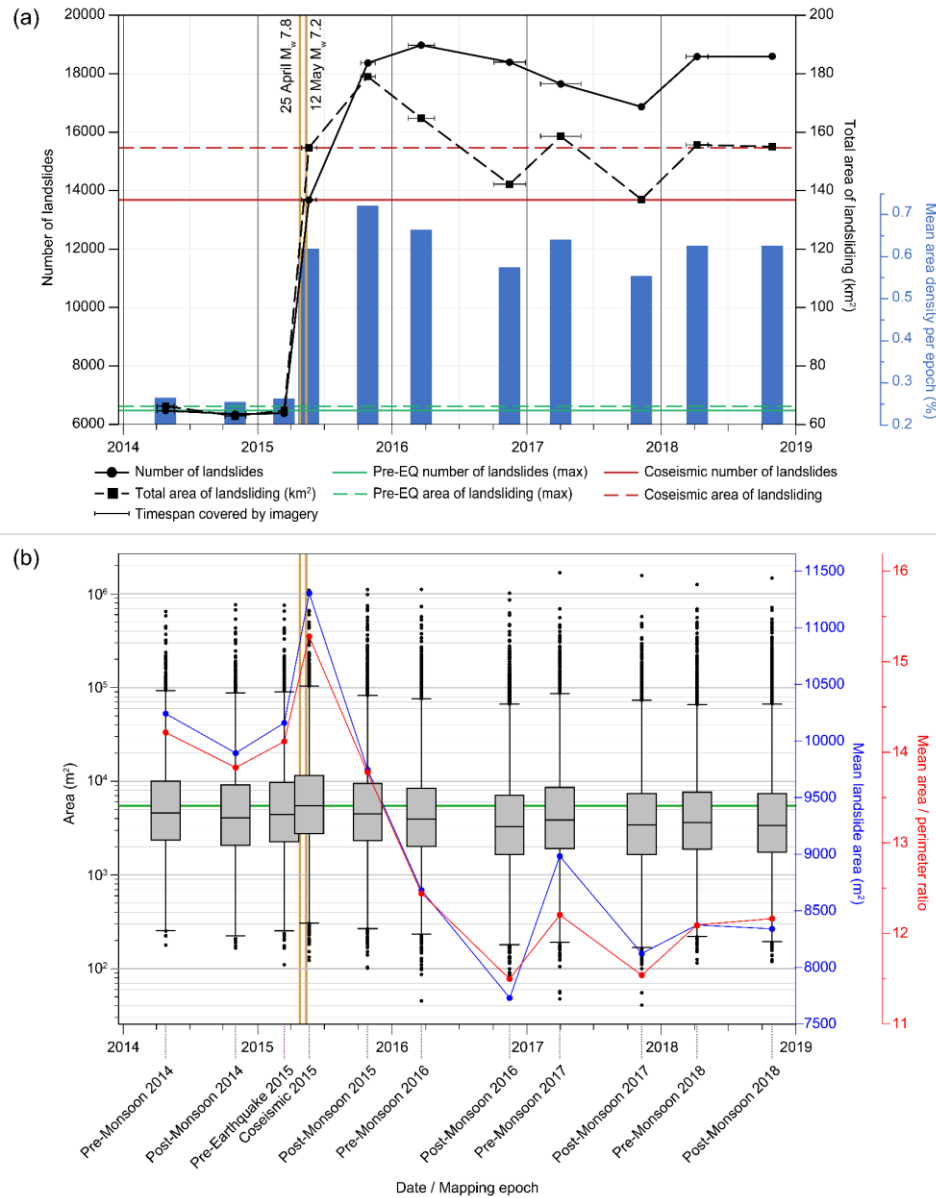 (a)
25 April Mw 7.8
12 May Mw 7.2
Number of landslides
20000
18000
16000
14000
12000
10000
8000
6000
200
180
160
140
120
100
80
60
Total area of landsliding (km²)
0.7
0.6
0.5
0.4
0.3
0.2
Mean area density per epoch (%)
2014
2015
2016
2017
2018
2019
Number of landslides
Pre-EQ number of landslides (max)
Coseismic number of landslides
Total area of landsliding (km²)
Pre-EQ area of landsliding (max)
Coseismic area of landsliding
Timespan covered by imagery
(b)
Area (m²)
10⁶
10⁵
10⁴
10³
10²
11500
11000
10500
10000
9500
9000
8500
8000
7500
Mean landslide area (m²)
16
15
14
13
12
11
Mean area / perimeter ratio
2014
2015
2016
2017
2018
2019
Pre-Monsoon 2014
Post-Monsoon 2014
Pre-Earthquake 2015
Coseismic 2015
Post-Monsoon 2015
Pre-Monsoon 2016
Post-Monsoon 2016
Pre-Monsoon 2017
Post-Monsoon 2017
Pre-Monsoon 2018
Post-Monsoon 2018
Date / Mapping epoch